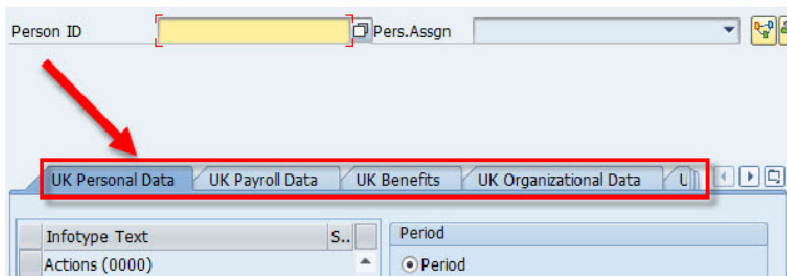 Person ID Pers.Assgn
UK Personal Data UK Payroll Data UK Benefits UK Organizational Data U
Infotype Text S.. Period
Actions (0000) Period